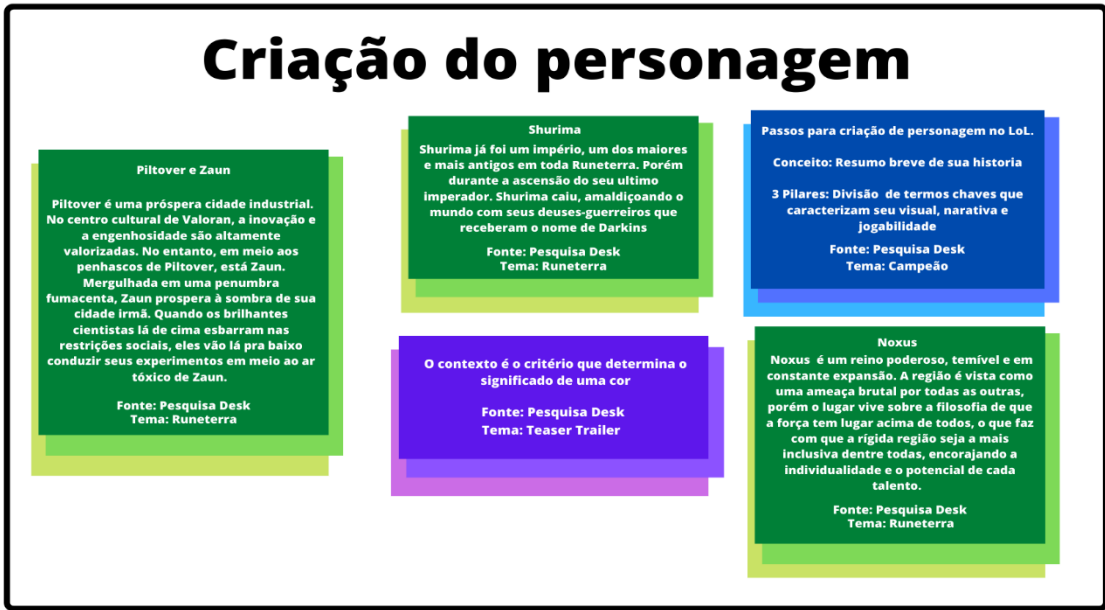 Criação do personagem
Piltover e Zaun
Piltover é uma próspera cidade industrial.
No centro cultural de Valoran, a inovação e
a engenhosidade são altamente
valorizadas. No entanto, em meio aos
penhascos de Piltover, está Zaun.
Mergulhada em uma penumbra
fumacenta, Zaun prospera à sombra de sua
cidade irmã. Quando os brilhantes
cientistas lá de cima esbarram nas
restrições sociais, eles vão lá pra baixo
conduzir seus experimentos em meio ao ar
tóxico de Zaun.
Fonte: Pesquisa Desk
Tema: Runeterra
Shurima
Shurima já foi um império, um dos maiores
e mais antigos em toda Runeterra. Porém
durante a ascensão do seu ultimo
imperador. Shurima caiu, amaldiçoando o
mundo com seus deuses-guerreiros que
receberam o nome de Darkins
Fonte: Pesquisa Desk
Tema: Runeterra
O contexto é o critério que determina o
significado de uma cor
Fonte: Pesquisa Desk
Tema: Teaser Trailer
Passos para criação de personagem no LoL.
Conceito: Resumo breve de sua historia
3 Pilares: Divisão de termos chaves que
caracterizam seu visual, narativa e
jogabilidade
Fonte: Pesquisa Desk
Tema: Campeão
Noxus
Noxus é um reino poderoso, temível e em
constante expansão. A região é vista como
uma ameaça brutal por todas as outras,
porém o lugar vive sobre a filosofia de que
a força tem lugar acima de todos, o que faz
com que a rígida região seja a mais
inclusiva dentre todas, encorajando a
individualidade e o potencial de cada
talento.
Fonte: Pesquisa Desk
Tema: Runeterra